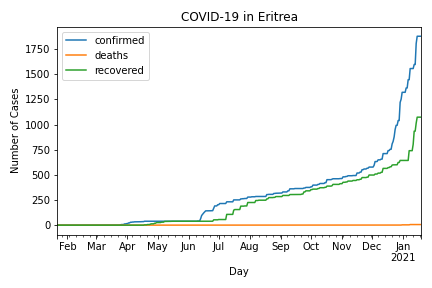 COVID-19 in Eritrea
confirmed
deaths
recovered
Number of Cases
1750
1500
1250
1000
750
500
250
0
Feb Mar Apr May Jun Jul Aug Sep Oct Nov Dec Jan
2021
Day